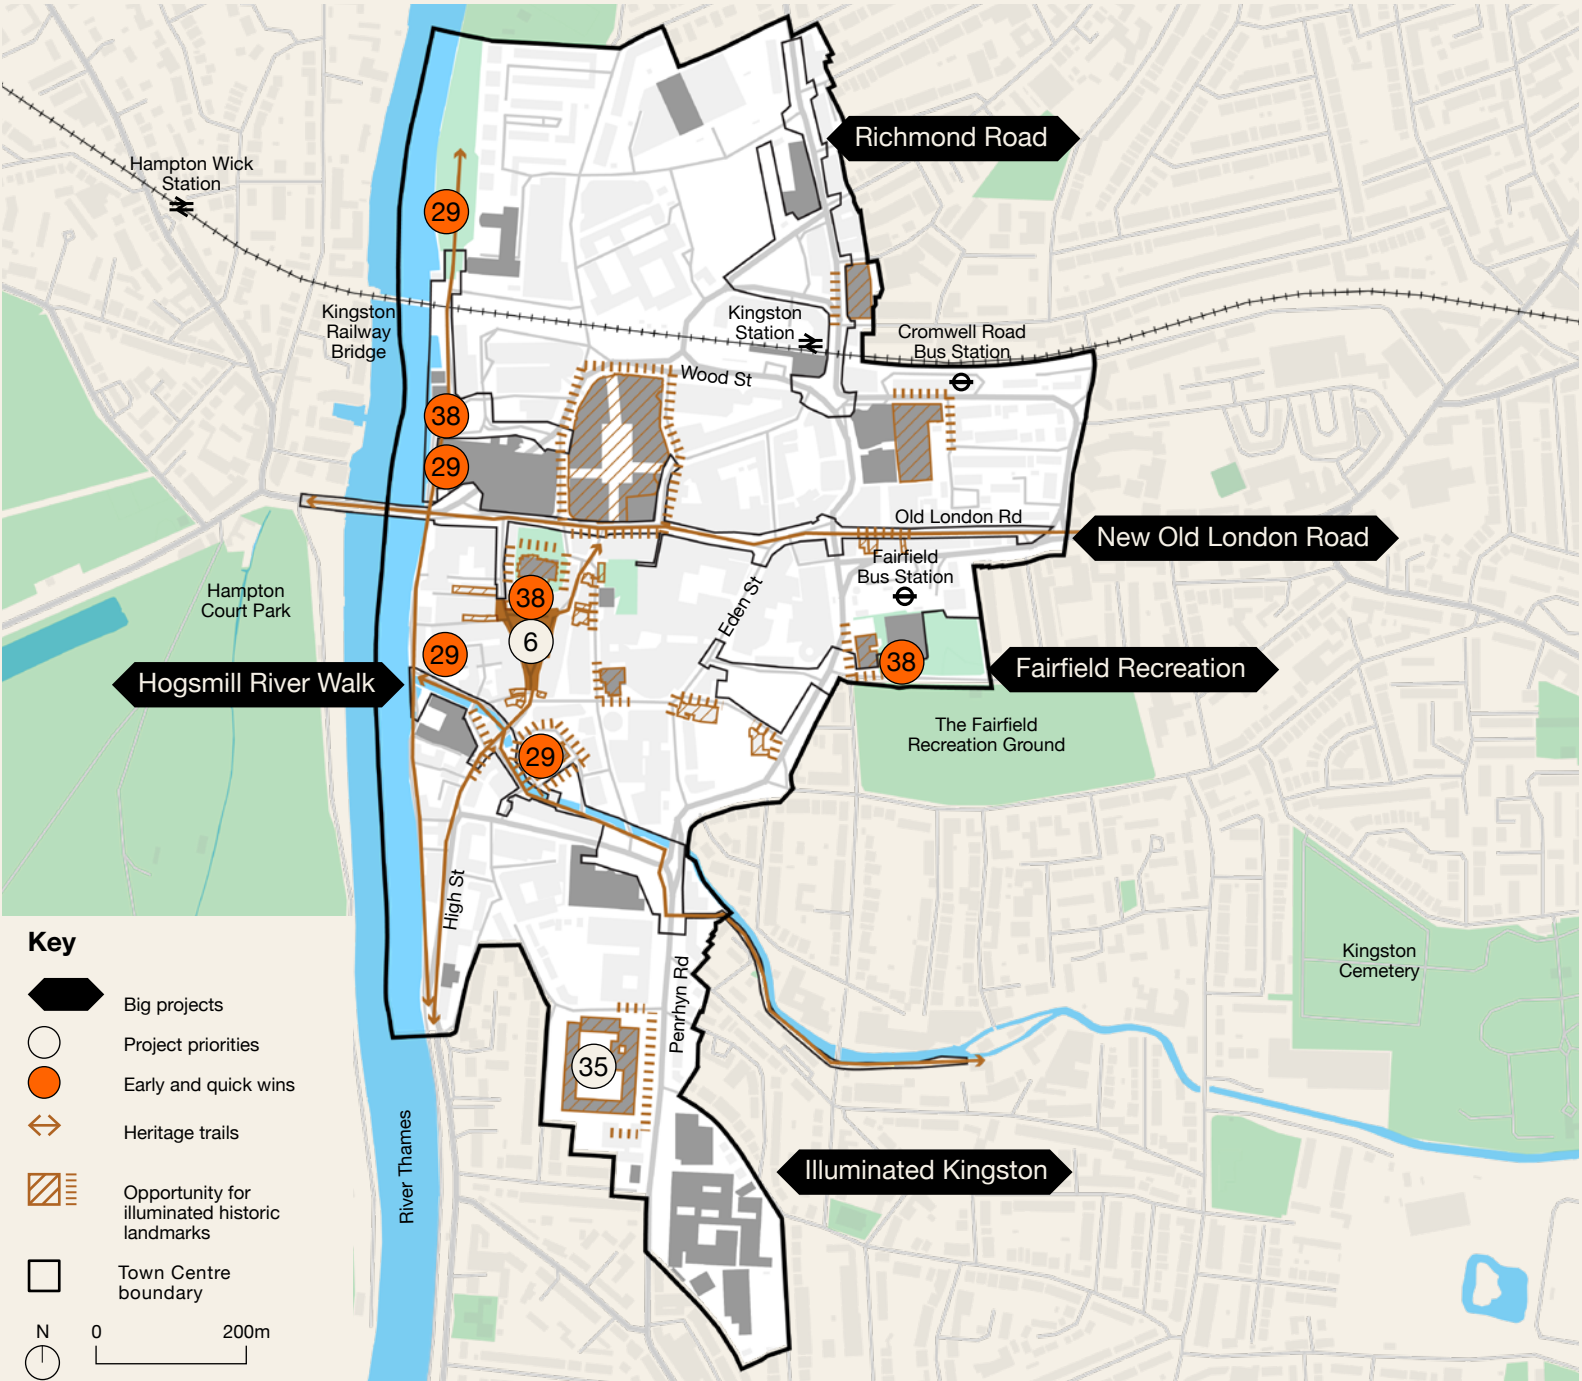 Richmond Road
Hampton Wick
Station
29
Kingston
Railway
Bridge
Kingston
Station
Cromwell Road
Bus Station
Wood St
38
29
Old London Rd
New Old London Road
Fairfield
Bus Station
Hampton
Court Park
38
Eden St
6
29
38
Hogsmill River Walk
Fairfield Recreation
The Fairfield
Recreation Ground
29
High St
Penrhyn Rd
Kingston
Cemetery
35
River Thames
Illuminated Kingston
Key
Big projects
Project priorities
Early and quick wins
Heritage trails
Opportunity for
illuminated historic
landmarks
Town Centre
boundary
N
0
200m